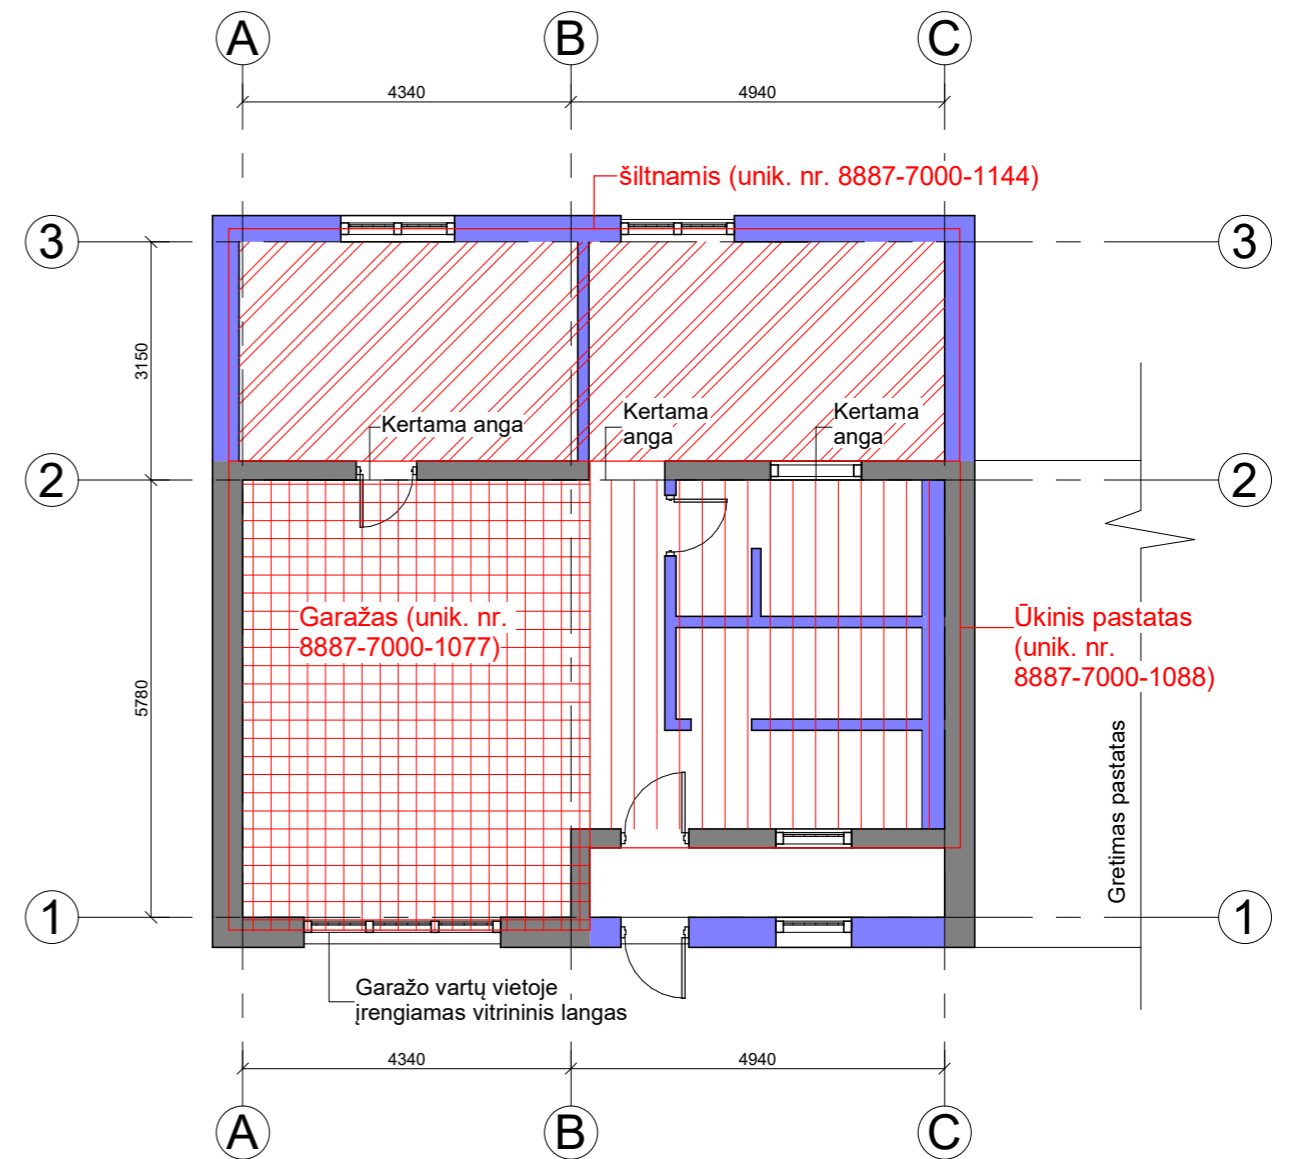 A
B
C
4340
4940
šiltnamis (unik. nr. 8887-7000-1144)
3
3
3150
Kertama anga
Kertama
anga
Kertama
anga
2
2
5780
Garažas (unik. nr.
8887-7000-1077)
Ūkinis pastatas
(unik. nr.
8887-7000-1088)
Gretimas pastatas
1
1
Garažo vartų vietoje
įrengiamas vitrininis langas
4340
4940
A
B
C